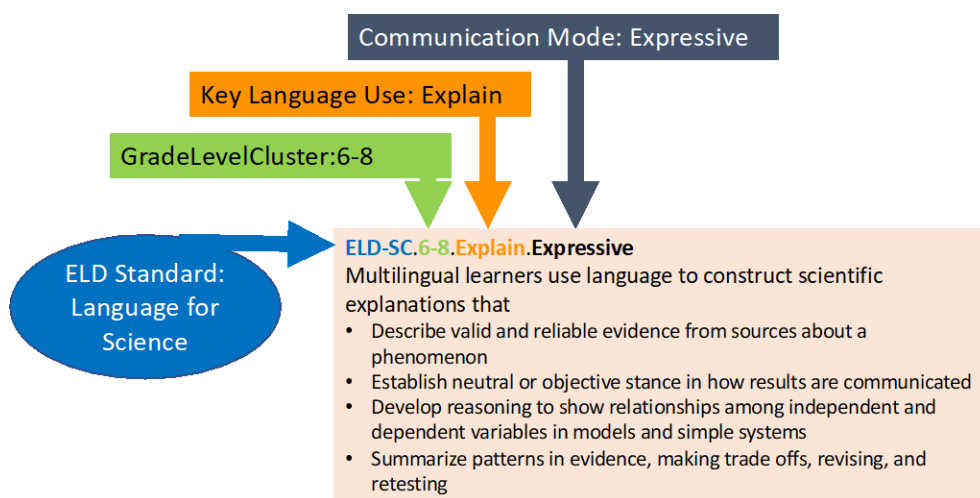 Communication Mode: Expressive
Key Language Use: Explain
GradeLevelCluster:6-8
ELD Standard:
Language for
Science
ELD-SC.6-8.Explain.Expressive
Multilingual learners use language to construct scientific
explanations that
• Describe valid and reliable evidence from sources about a
phenomenon
• Establish neutral or objective stance in how results are communicated
• Develop reasoning to show relationships among independent and
dependent variables in models and simple systems
• Summarize patterns in evidence, making trade offs, revising, and
retesting